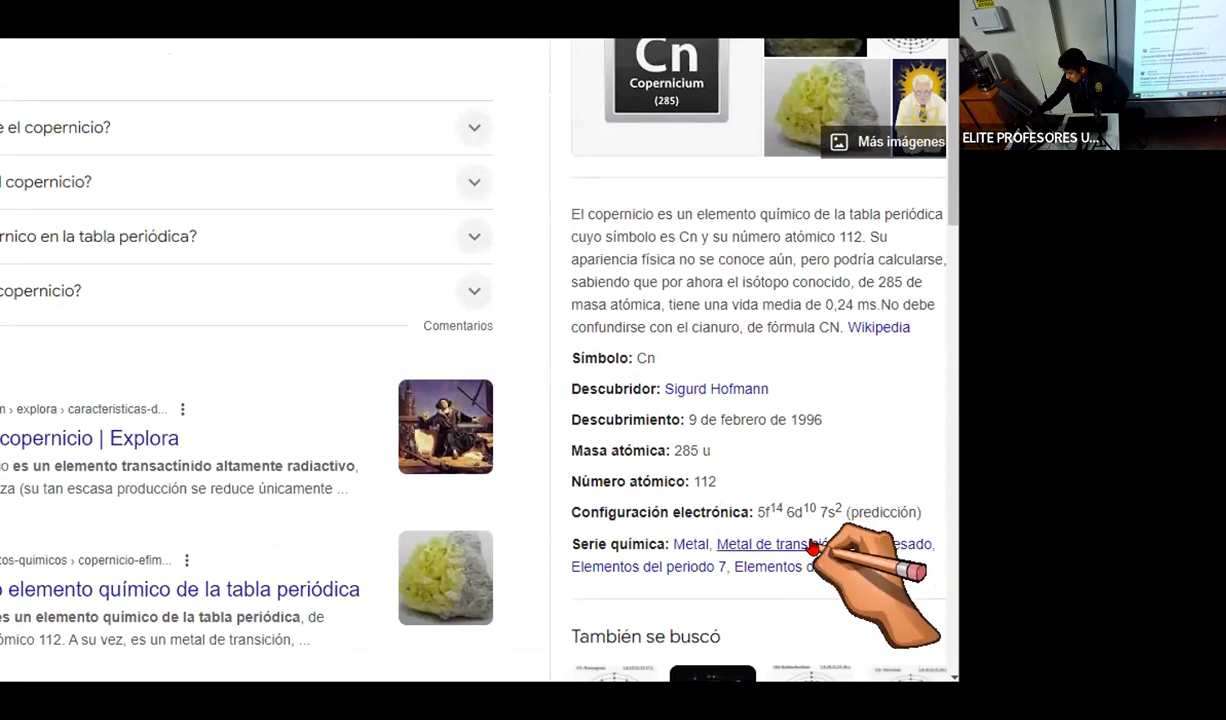 Cn
Copernicium
(285)
Más imágenes
e el copernicio?
l copernicio?
rnico en la tabla periódica?
copernicio?
Comentarios
m › explora › caracteristicas-d...
copernicio | Explora
io es un elemento transactínido altamente radiactivo,
za (su tan escasa producción se reduce únicamente ...
tos-quimicos › copernicio-efim...
o elemento químico de la tabla periódica
es un elemento químico de la tabla periódica, de
ómico 112. A su vez, es un metal de transición, ...
El copernicio es un elemento químico de la tabla periódica
cuyo símbolo es Cn y su número atómico 112. Su
apariencia física no se conoce aún, pero podría calcularse,
sabiendo que por ahora el isótopo conocido, de 285 de
masa atómica, tiene una vida media de 0,24 ms.No debe
confundirse con el cianuro, de fórmula CN. Wikipedia
Símbolo: Cn
Descubridor: Sigurd Hofmann
Descubrimiento: 9 de febrero de 1996
Masa atómica: 285 u
Número atómico: 112
Configuración electrónica: 5f¹⁴ 6d¹⁰ 7s² (predicción)
Serie química: Metal, Metal de transición esado,
Elementos del periodo 7, Elementos d
También se buscó
ELITE PROFESORES U...